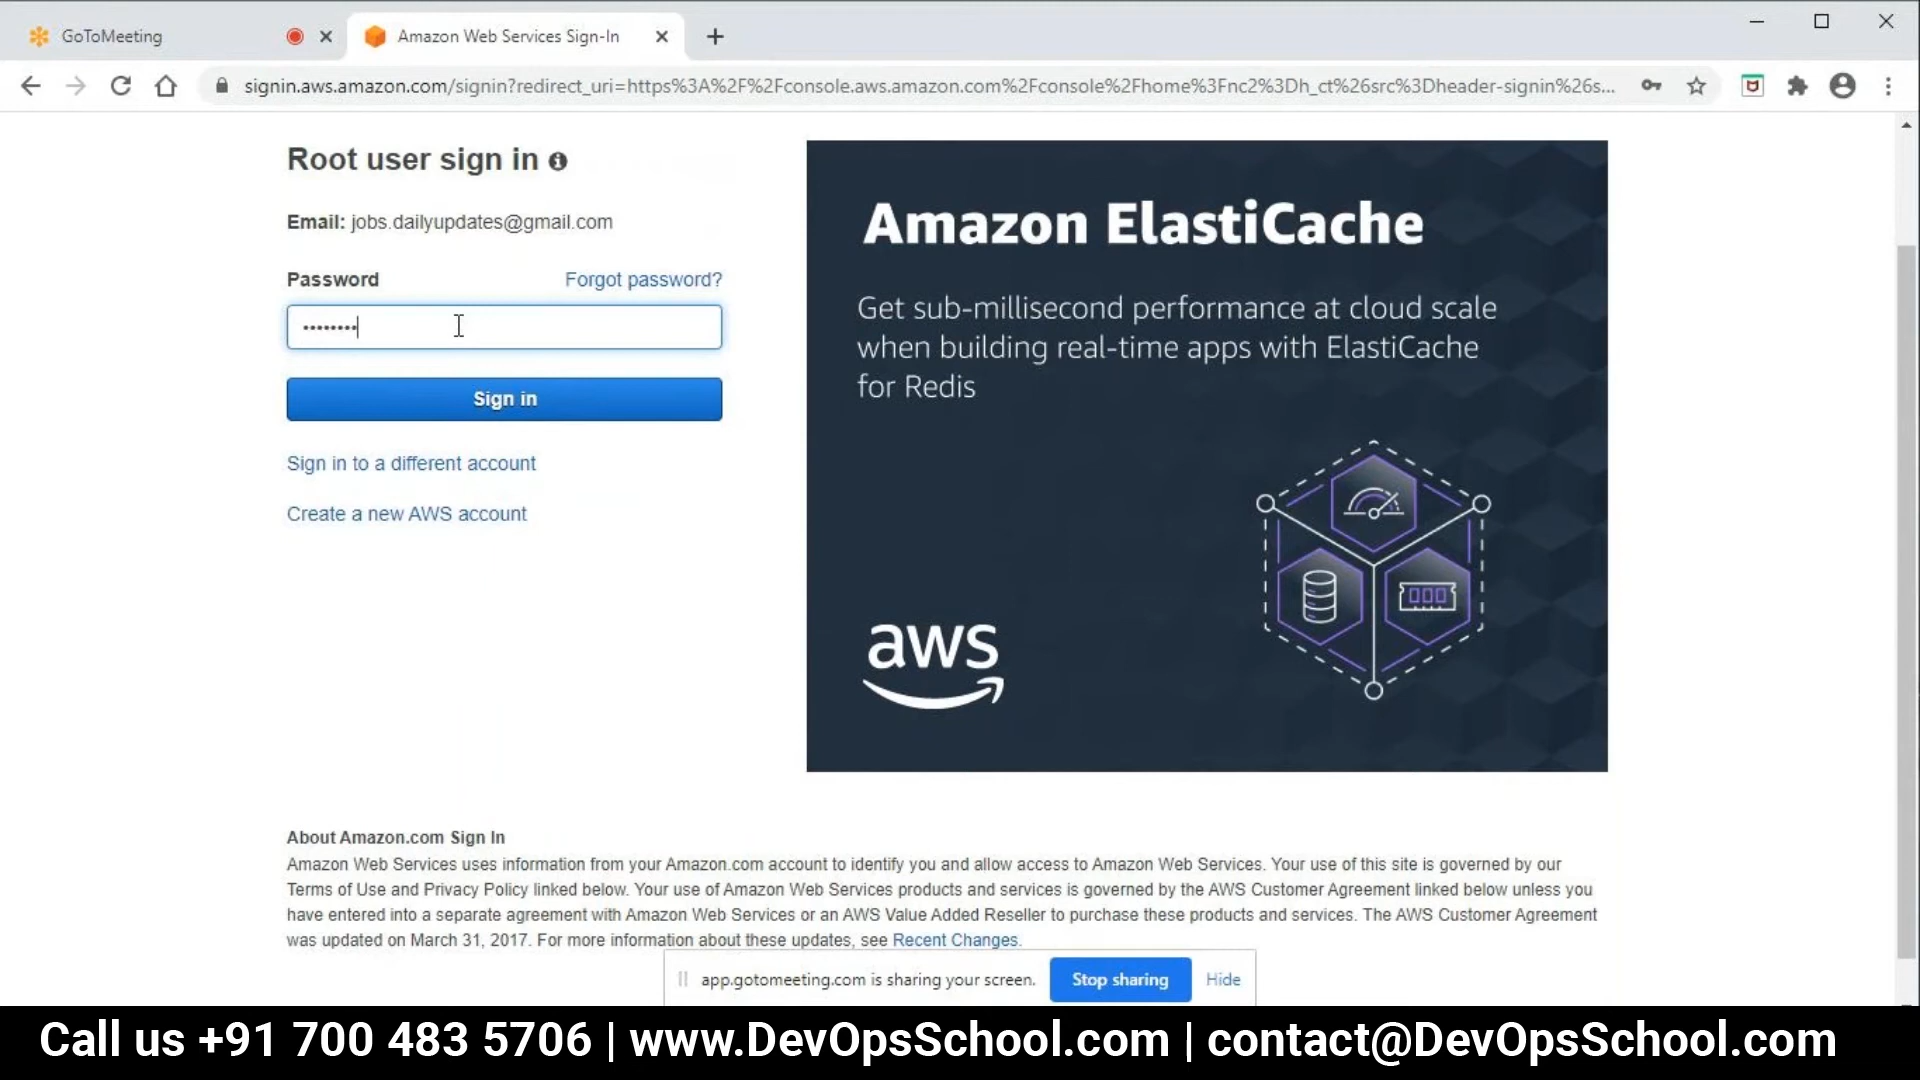 GoToMeeting
Amazon Web Services Sign-In
signin.aws.amazon.com/signin?redirect_uri=https%3A%2F%2Fconsole.aws.amazon.com%2Fconsole%2Fhome%3Fnc2%3Dh_ct%26src%3Dheader-signin%26s...
Root user sign in
Email: jobs.dailyupdates@gmail.com
Password Forgot password?
Sign in
Sign in to a different account
Create a new AWS account
Amazon ElastiCache
Get sub-millisecond performance at cloud scale
when building real-time apps with ElastiCache
for Redis
aws
About Amazon.com Sign In
Amazon Web Services uses information from your Amazon.com account to identify you and allow access to Amazon Web Services. Your use of this site is governed by our
Terms of Use and Privacy Policy linked below. Your use of Amazon Web Services products and services is governed by the AWS Customer Agreement linked below unless you
have entered into a separate agreement with Amazon Web Services or an AWS Value Added Reseller to purchase these products and services. The AWS Customer Agreement
was updated on March 31, 2017. For more information about these updates, see Recent Changes.
app.gotomeeting.com is sharing your screen. Stop sharing Hide
Call us +91 700 483 5706 | www.DevOpsSchool.com | contact@DevOpsSchool.com